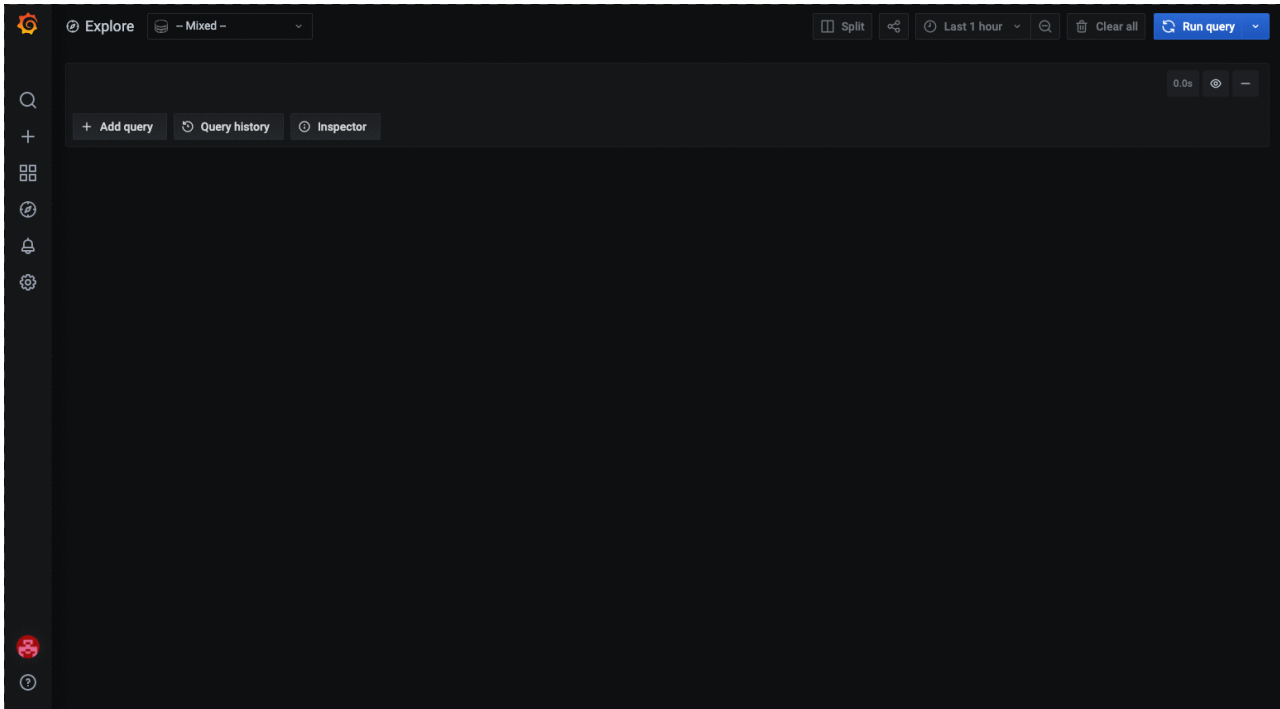 Explore -- Mixed -- Split Last 1 hour Clear all Run query
0.0s
+ Add query Query history Inspector